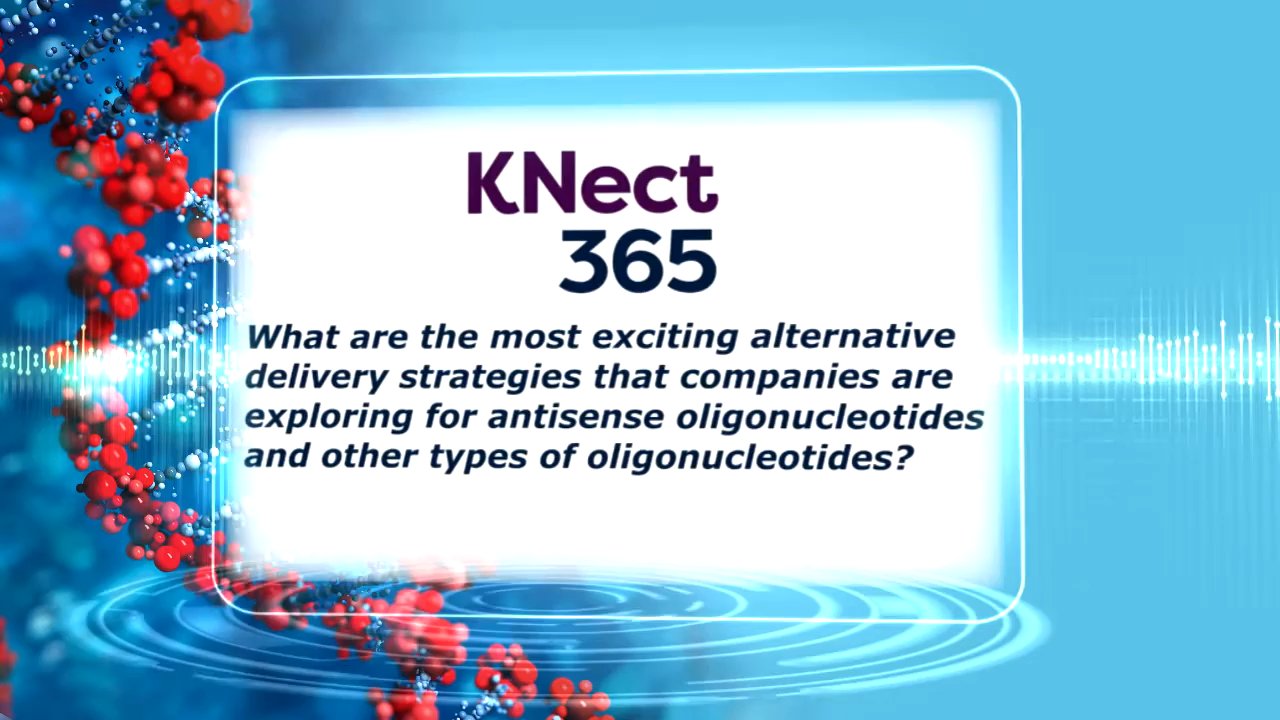 KNect
365
What are the most exciting alternative
delivery strategies that companies are
exploring for antisense oligonucleotides
and other types of oligonucleotides?